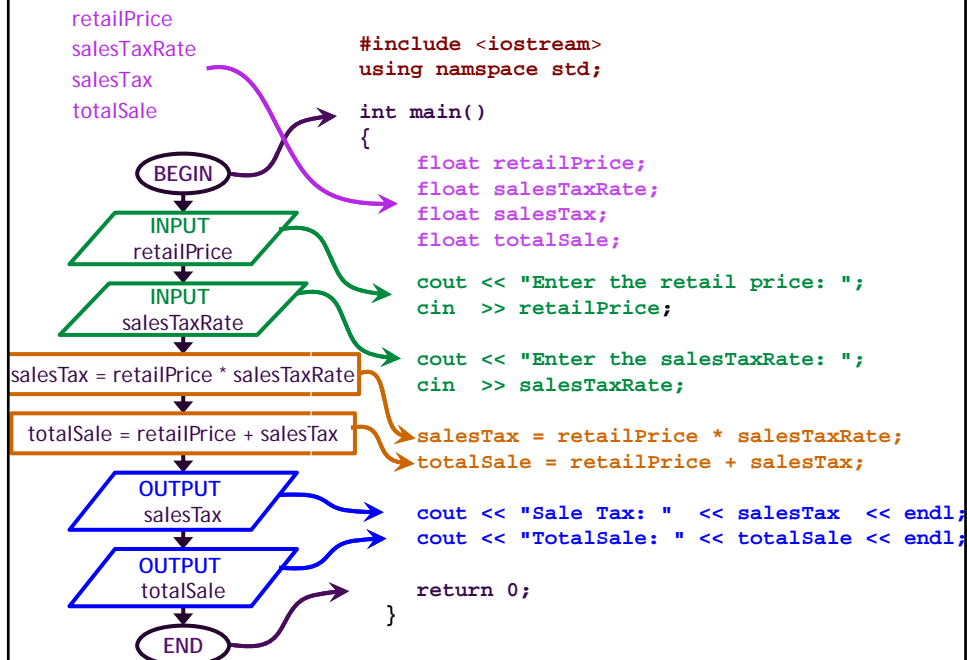 retailPrice
salesTaxRate
salesTax
totalSale
BEGIN
INPUT
retailPrice
INPUT
salesTaxRate
salesTax = retailPrice * salesTaxRate
totalSale = retailPrice + salesTax
OUTPUT
salesTax
OUTPUT
totalSale
END
#include <iostream>
using namspace std;
int main()
{
float retailPrice;
float salesTaxRate;
float salesTax;
float totalSale;
cout << "Enter the retail price: ";
cin  >> retailPrice;
cout << "Enter the salesTaxRate: ";
cin  >> salesTaxRate;
salesTax = retailPrice * salesTaxRate;
totalSale = retailPrice + salesTax;
cout << "Sale Tax: "  << salesTax  << endl;
cout << "TotalSale: " << totalSale << endl;
return 0;
}